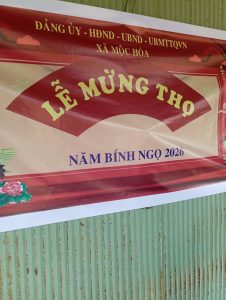 ĐẢNG ỦY - HĐND - UBND - UBMTTQVN
XÃ MỘC HÓA
LỄ MỪNG THỌ
NĂM BÍNH NGỌ 2026